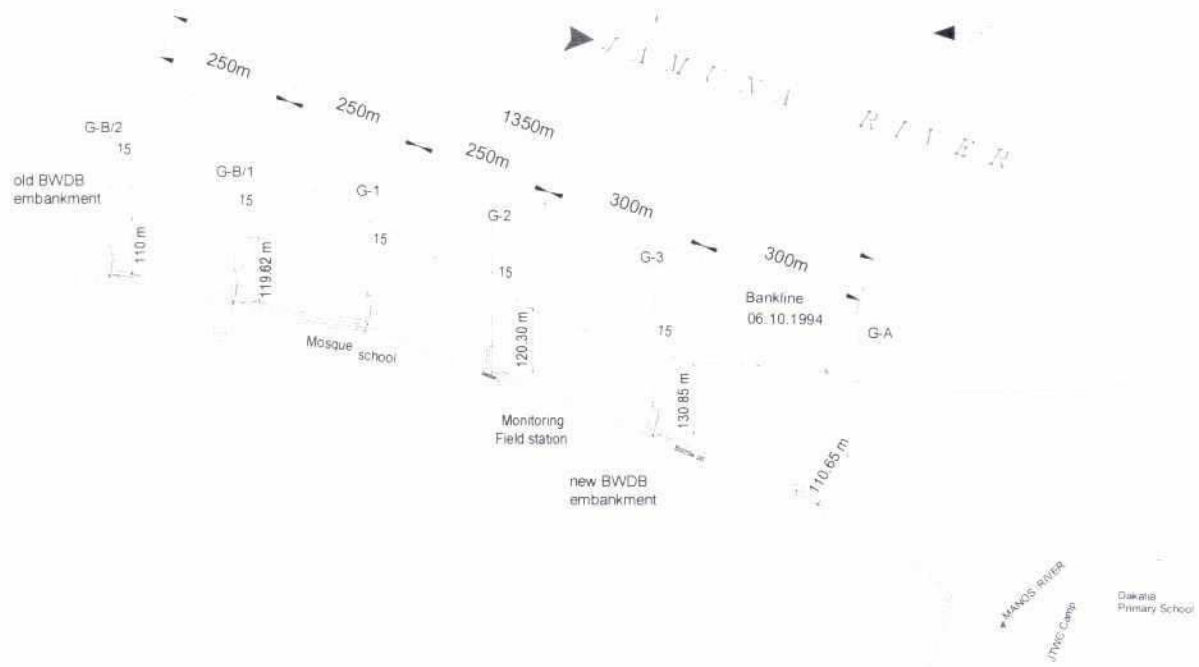 JAMUNA RIVER
250m
250m
1350m
250m
300m
300m
G-B/2
15
old BWDB
embankment
110 m
G-B/1
15
119.62 m
G-1
15
Mosque
school
G-2
15
120.30 m
Monitoring
Field station
G-3
15
130.85 m
new BWDB
embankment
Bankline
06.10.1994
G-A
110.65 m
MANOS RIVER
JTWC Camp
Dakatia
Primary School